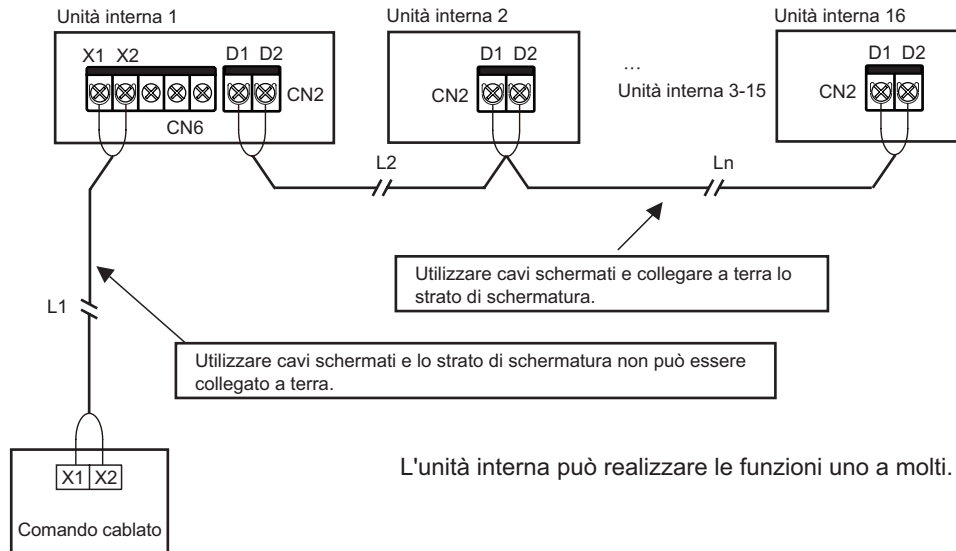 Unità interna 1
Unità interna 2
Unità interna 16
X1 X2
D1 D2
CN2
CN6
D1 D2
CN2
...
Unità interna 3-15
D1 D2
CN2
L2
Ln
Utilizzare cavi schermati e collegare a terra lo
strato di schermatura.
L1
Utilizzare cavi schermati e lo strato di schermatura non può essere
collegato a terra.
X1 X2
Comando cablato
L'unità interna può realizzare le funzioni uno a molti.